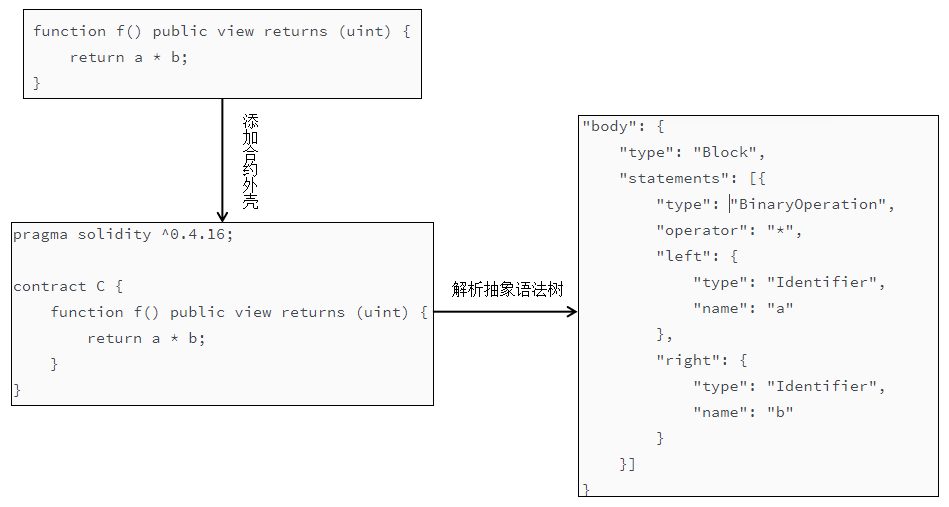 function f() public view returns (uint) {
    return a * b;
}
添加合约外壳
pragma solidity ^0.4.16;

contract C {
    function f() public view returns (uint) {
        return a * b;
    }
}
解析抽象语法树
"body": {
    "type": "Block",
    "statements": [{
        "type": "BinaryOperation",
        "operator": "*",
        "left": {
            "type": "Identifier",
            "name": "a"
        },
        "right": {
            "type": "Identifier",
            "name": "b"
        }
    }]
}